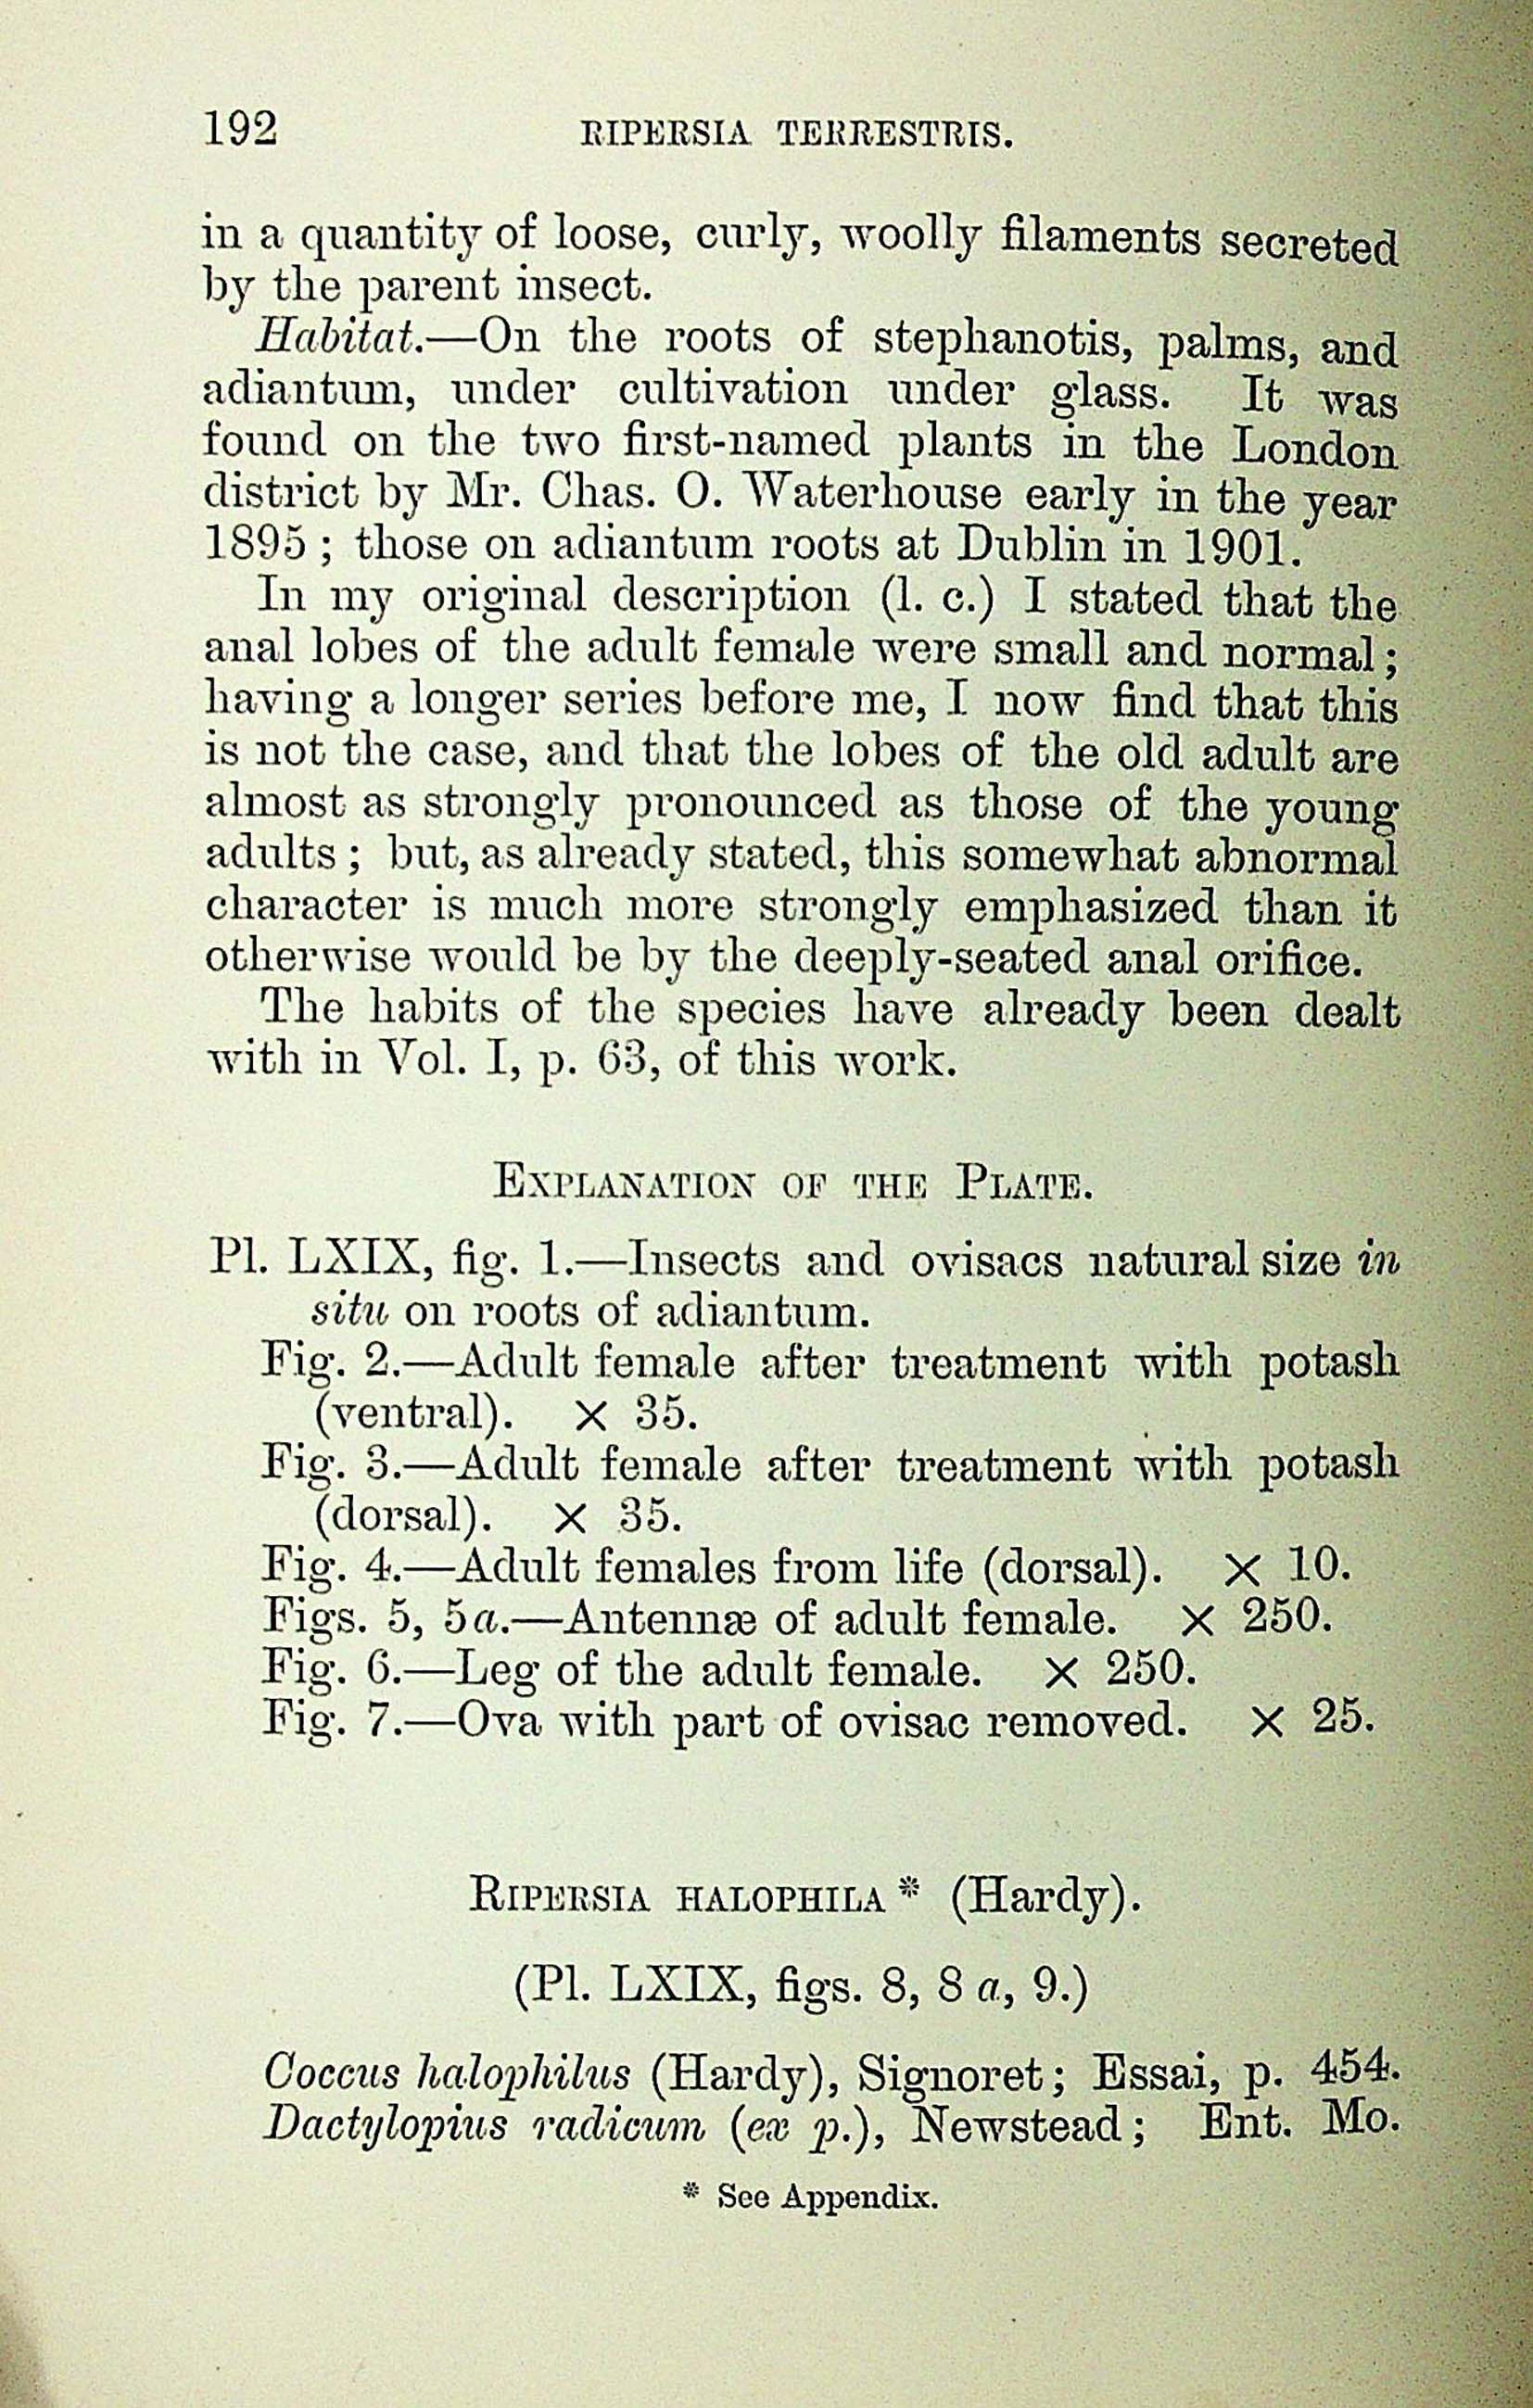 192 RIPERSIA TERRESTRIS.
in a quantity of loose, curly, woolly filaments secreted
by the parent insect.
Habitat.—On the roots of stephanotis, palms, and
adiantum, under cultivation under glass. It was
found on the two first-named plants in the London
district by Mr. Chas. O. Waterhouse early in the year
1895 ; those on adiantum roots at Dublin in 1901.
In my original description (l. c.) I stated that the
anal lobes of the adult female were small and normal ;
having a longer series before me, I now find that this
is not the case, and that the lobes of the old adult are
almost as strongly pronounced as those of the young
adults ; but, as already stated, this somewhat abnormal
character is much more strongly emphasized than it
otherwise would be by the deeply-seated anal orifice.
The habits of the species have already been dealt
with in Vol. I, p. 63, of this work.
EXPLANATION OF THE PLATE.
Pl. LXIX, fig. 1.—Insects and ovisacs natural size in
situ on roots of adiantum.
Fig. 2.—Adult female after treatment with potash
(ventral). × 35.
Fig. 3.—Adult female after treatment with potash
(dorsal). × 35.
Fig. 4.—Adult females from life (dorsal). × 10.
Figs. 5, 5a.—Antennæ of adult female. × 250.
Fig. 6.—Leg of the adult female. × 250.
Fig. 7.—Ova with part of ovisac removed. × 25.
RIPERSIA HALOPHILA * (Hardy).
(Pl. LXIX, figs. 8, 8 a, 9.)
Coccus halophilus (Hardy), Signoret ; Essai, p. 454.
Dactylopius radicum (ex p.), Newstead ; Ent. Mo.
* See Appendix.